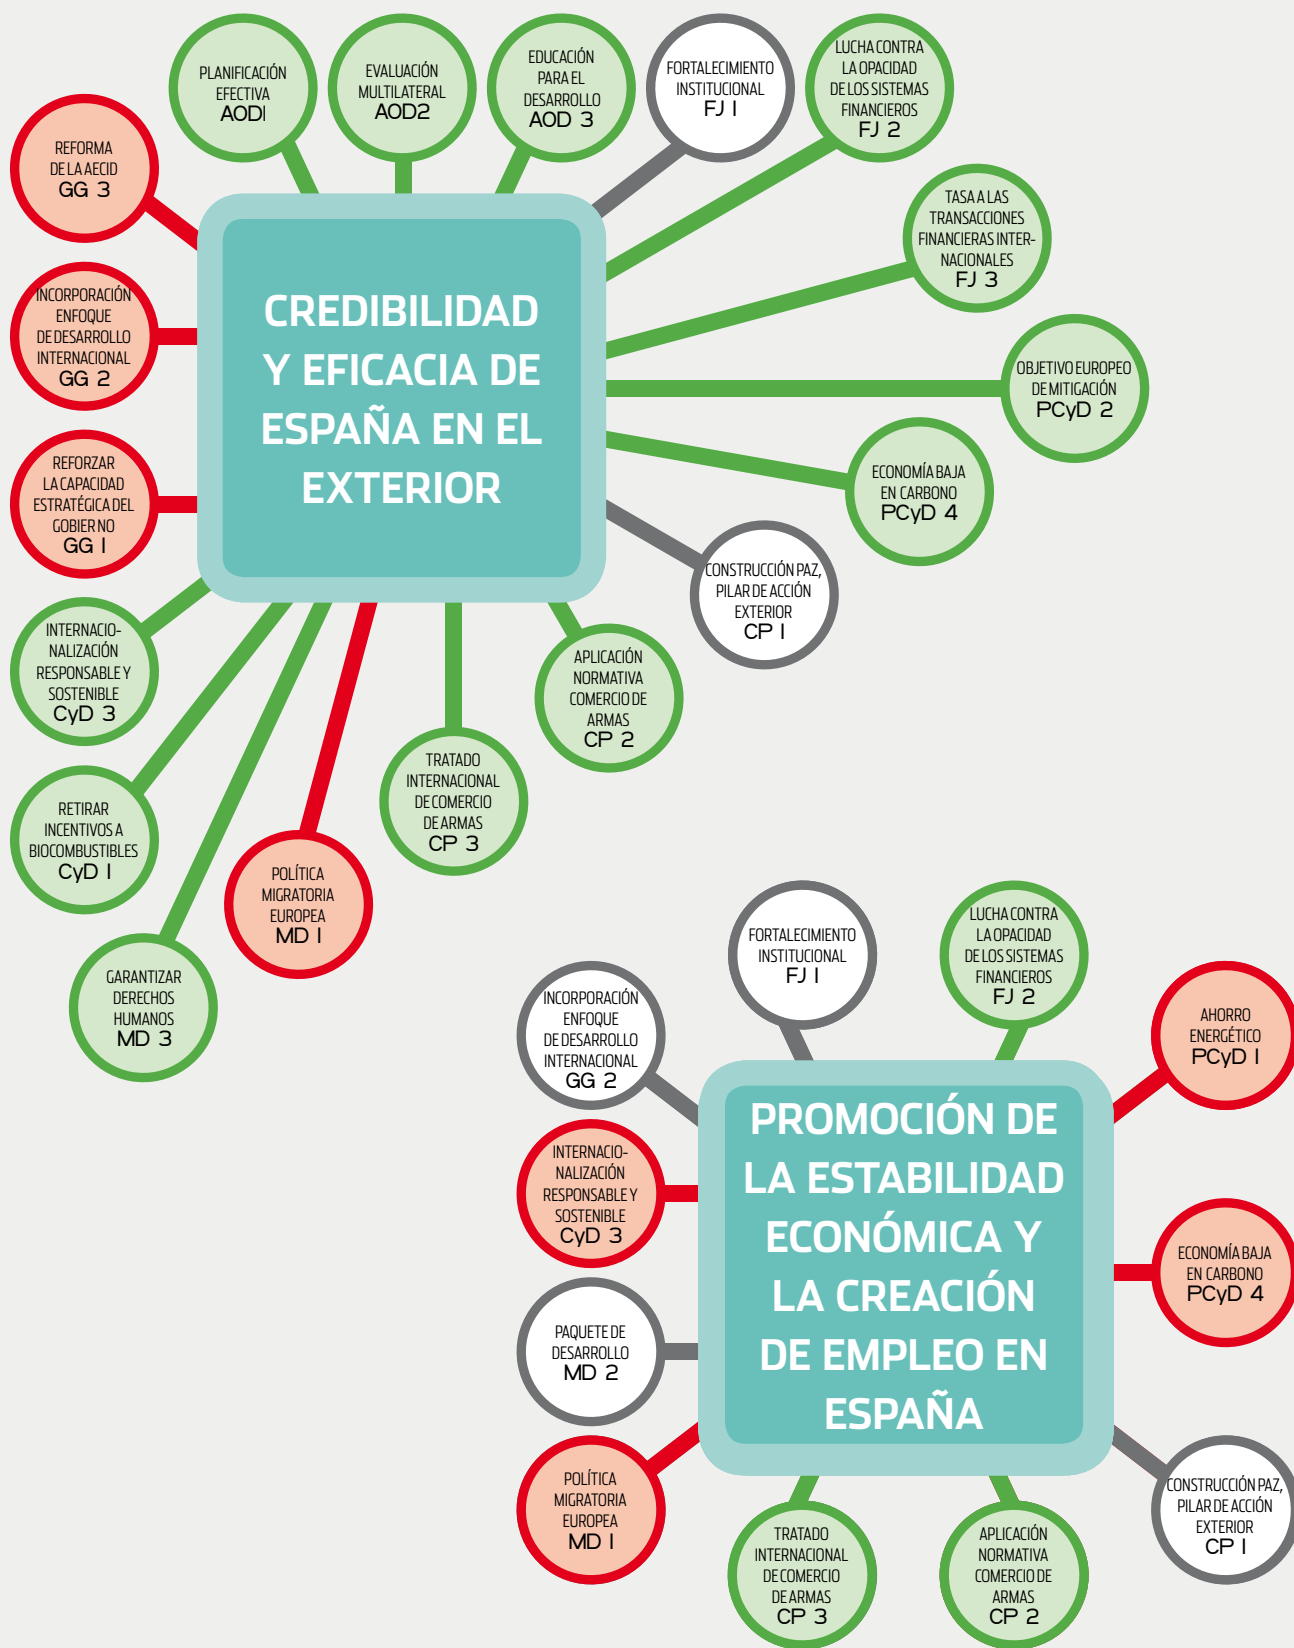 PLANIFICACIÓN
EFECTIVA
AOD1
EVALUACIÓN
MULTILATERAL
AOD2
EDUCACIÓN
PARA EL
DESARROLLO
AOD 3
FORTALECIMIENTO
INSTITUCIONAL
FJ 1
LUCHA CONTRA
LA OPACIDAD
DE LOS SISTEMAS
FINANCIEROS
FJ 2
REFORMA
DE LA AECID
GG 3
TASA A LAS
TRANSACCIONES
FINANCIERAS INTER-
NACIONALES
FJ 3
INCORPORACIÓN
ENFOQUE
DE DESARROLLO
INTERNACIONAL
GG 2
CREDIBILIDAD
Y EFICACIA DE
ESPAÑA EN EL
EXTERIOR
OBJETIVO EUROPEO
DE MITIGACIÓN
PCyD 2
REFORZAR
LA CAPACIDAD
ESTRATÉGICA DEL
GOBIER NO
GG 1
ECONOMÍA BAJA
EN CARBONO
PCyD 4
CONSTRUCCIÓN PAZ,
PILAR DE ACCIÓN
EXTERIOR
CP 1
INTERNACIO-
NALIZACIÓN
RESPONSABLE Y
SOSTENIBLE
CyD 3
APLICACIÓN
NORMATIVA
COMERCIO DE
ARMAS
CP 2
TRATADO
INTERNACIONAL
DE COMERCIO
DE ARMAS
CP 3
RETIRAR
INCENTIVOS A
BIOCOMBUSTIBLES
CyD 1
POLÍTICA
MIGRATORIA
EUROPEA
MD 1
GARANTIZAR
DERECHOS
HUMANOS
MD 3
FORTALECIMIENTO
INSTITUCIONAL
FJ 1
LUCHA CONTRA
LA OPACIDAD
DE LOS SISTEMAS
FINANCIEROS
FJ 2
INCORPORACIÓN
ENFOQUE
DE DESARROLLO
INTERNACIONAL
GG 2
AHORRO
ENERGÉTICO
PCyD 1
PROMOCIÓN DE
LA ESTABILIDAD
ECONÓMICA Y
LA CREACIÓN
DE EMPLEO EN
ESPAÑA
INTERNACIO-
NALIZACIÓN
RESPONSABLE Y
SOSTENIBLE
CyD 3
ECONOMÍA BAJA
EN CARBONO
PCyD 4
PAQUETE DE
DESARROLLO
MD 2
POLÍTICA
MIGRATORIA
EUROPEA
MD 1
CONSTRUCCIÓN PAZ,
PILAR DE ACCIÓN
EXTERIOR
CP 1
TRATADO
INTERNACIONAL
DE COMERCIO
DE ARMAS
CP 3
APLICACIÓN
NORMATIVA
COMERCIO DE
ARMAS
CP 2